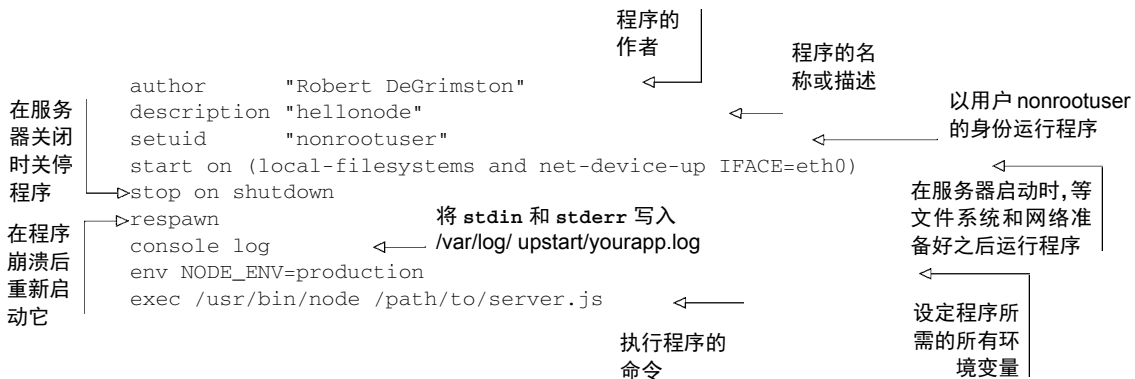 程序的
作者
程序的名
称或描述
以用户 nonrootuser
的身份运行程序
author "Robert DeGrimston"
description "hellonode"
setuid "nonrootuser"
start on (local-filesystems and net-device-up IFACE=eth0)
stop on shutdown
respawn
console log
env NODE_ENV=production
exec /usr/bin/node /path/to/server.js
在服务
器关闭
时关停
程序
在程序
崩溃后
重新启
动它
将 stdin 和 stderr 写入
/var/log/ upstart/yourapp.log
在服务器启动时,等
文件系统和网络准
备好之后运行程序
设定程序所
需的所有环
境变量
执行程序的
命令